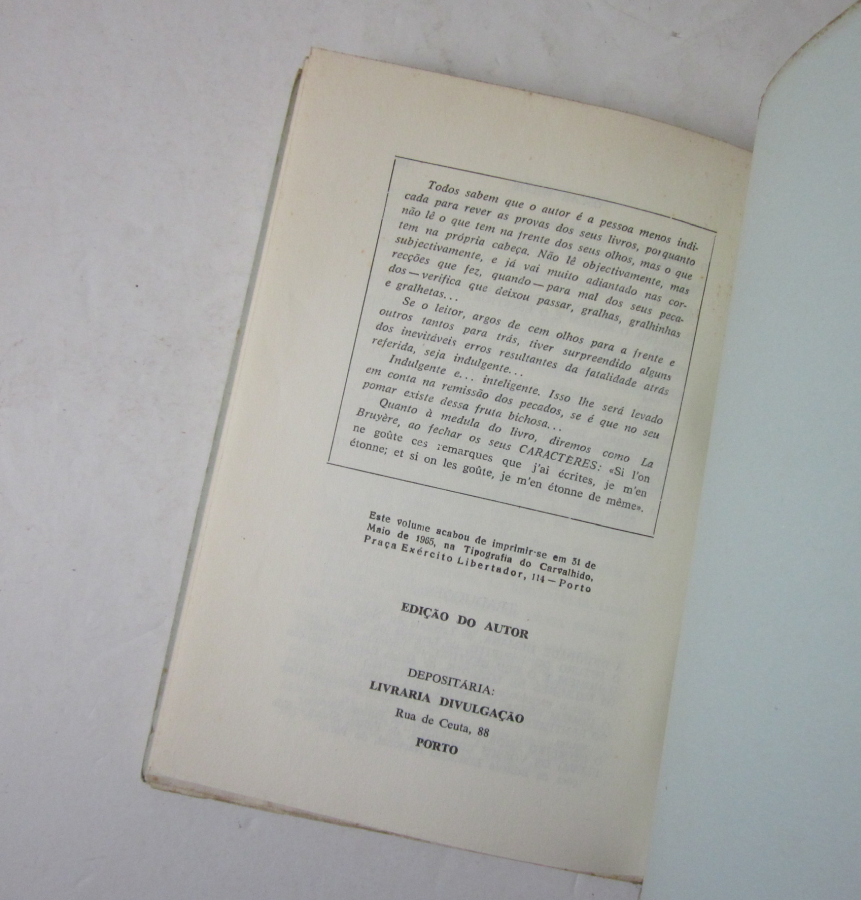 Todos sabem que o autor é a pessoa menos indi-
cada para rever as provas dos seus livros, porquanto
não lê o que tem na frente dos seus olhos, mas o que
tem na própria cabeça. Não lê objectivamente, mas
subjectivamente, e já vai muito adiantado nas cor-
recções que fez, quando — para mal dos seus peca-
dos — verifica que deixou passar, gralhas, gralhinhas
e gralhetas...
Se o leitor, argos de cem olhos para a frente e
outros tantos para trás, tiver surpreendido alguns
dos inevitáveis erros resultantes da fatalidade atrás
referida, seja indulgente...
Indulgente e... inteligente. Isso lhe será levado
em conta na remissão dos pecados, se é que no seu
pomar existe dessa fruta bichosa...
Quanto à medula do livro, diremos como La
Bruyère, ao fechar os seus CARACTERES: «Si l'on
ne goûte ces remarques que j'ai écrites, je m'en
étonne; et si on les goûte, je m'en étonne de même».
Este volume acabou de imprimir-se em 31 de
Maio de 1965, na Tipografia do Carvalhido,
Praça Exército Libertador, 114 — Porto
EDIÇÃO DO AUTOR
DEPOSITÁRIA:
LIVRARIA DIVULGAÇÃO
Rua de Ceuta, 88
PORTO